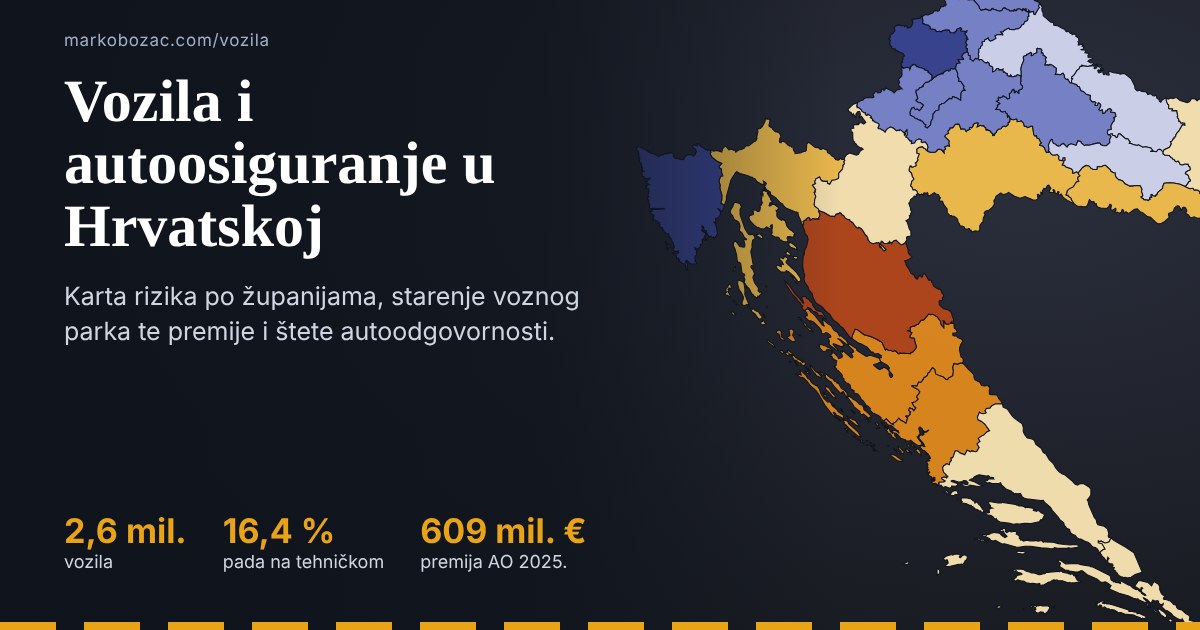 markobozac.com/vozila
Vozila i
autoosiguranje u
Hrvatskoj
Karta rizika po županijama, starenje voznog
parka te premije i štete autoodgovornosti.
2,6 mil.
vozila
16,4 %
pada na tehničkom
609 mil. €
premija AO 2025.